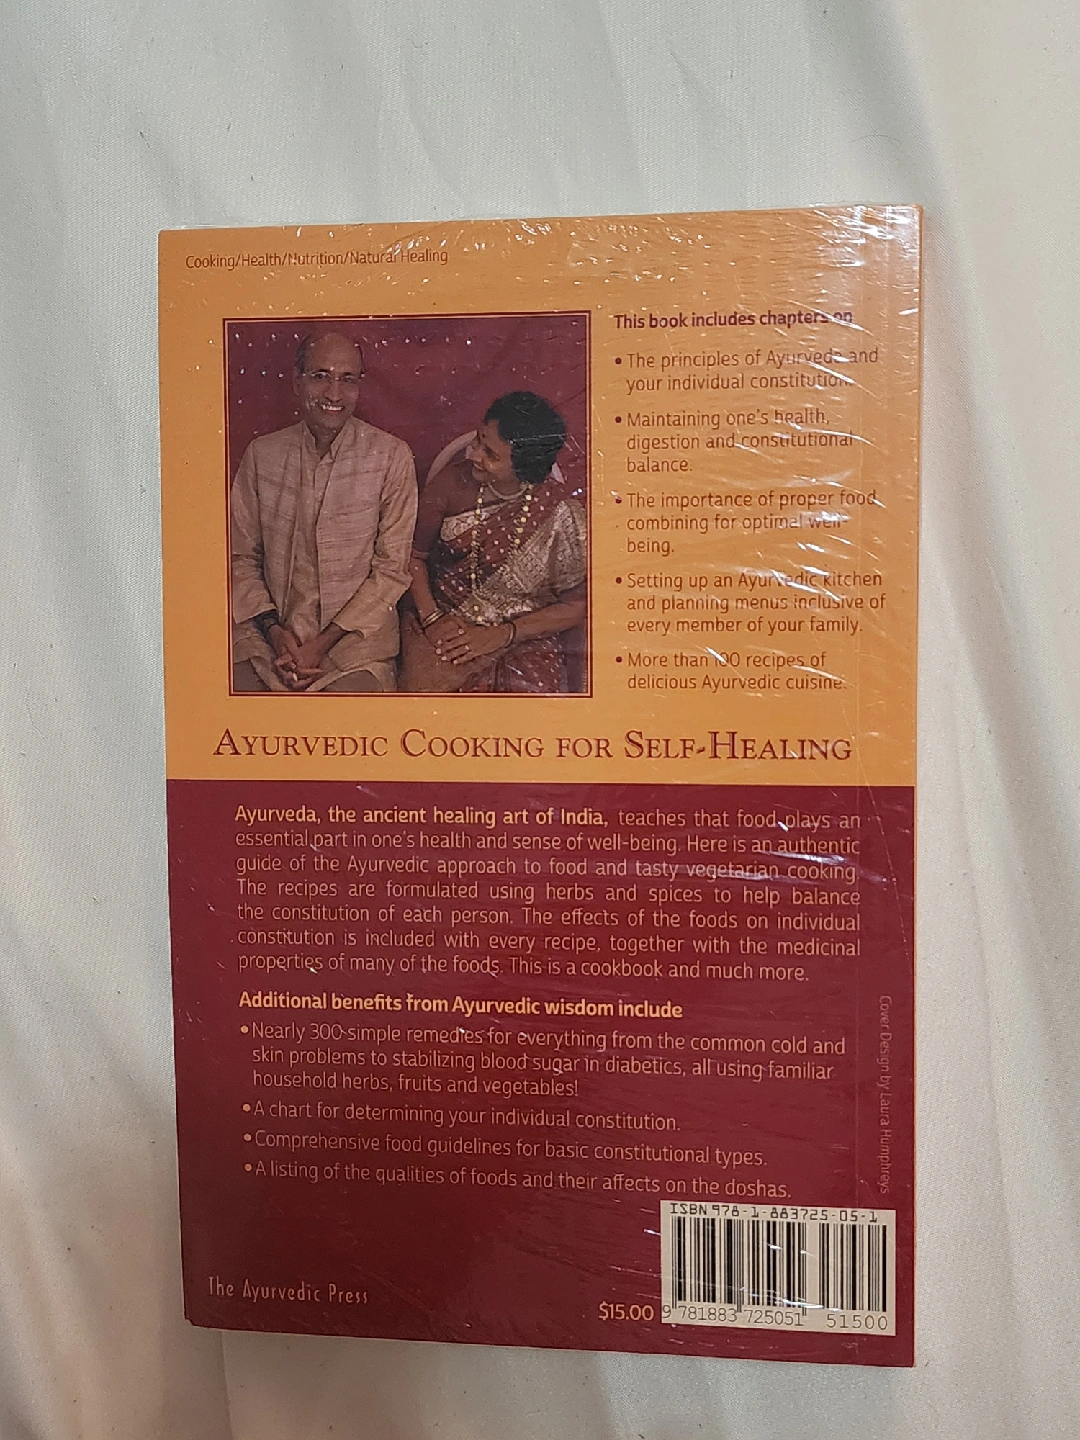 Cooking/Health/Nutrition/Natural Healing
This book includes chapters on
• The principles of Ayurveda and
your individual constitution.
• Maintaining one's health,
digestion and constitutional
balance.
• The importance of proper food
combining for optimal well-
being.
• Setting up an Ayurvedic kitchen
and planning menus inclusive of
every member of your family.
• More than 100 recipes of
delicious Ayurvedic cuisine.
Ayurvedic Cooking for Self-Healing
Ayurveda, the ancient healing art of India, teaches that food plays an
essential part in one's health and sense of well-being. Here is an authentic
guide of the Ayurvedic approach to food and tasty vegetarian cooking.
The recipes are formulated using herbs and spices to help balance
the constitution of each person. The effects of the foods on individual
constitution is included with every recipe, together with the medicinal
properties of many of the foods. This is a cookbook and much more.
Additional benefits from Ayurvedic wisdom include
• Nearly 300 simple remedies for everything from the common cold and
skin problems to stabilizing blood sugar in diabetics, all using familiar
household herbs, fruits and vegetables!
• A chart for determining your individual constitution.
• Comprehensive food guidelines for basic constitutional types.
• A listing of the qualities of foods and their affects on the doshas.
Cover Design by Laura Humphreys
The Ayurvedic Press
$15.00
ISBN 978-1-883725-05-1
9 781883 725051 51500